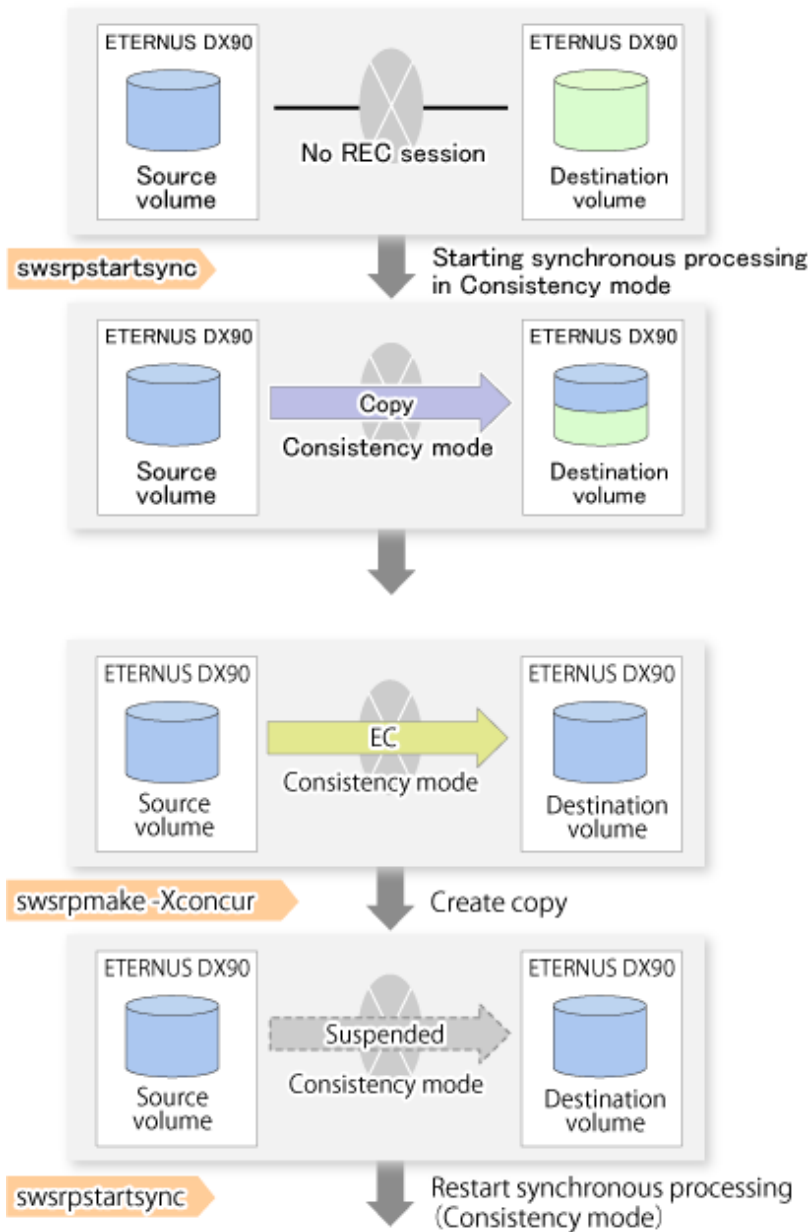 ETERNUS DX90
ETERNUS DX90
No REC session
Source
volume
Destination
volume
swsrpstartsync
Starting synchronous processing
in Consistency mode
ETERNUS DX90
ETERNUS DX90
Copy
Consistency mode
Source
volume
Destination
volume
ETERNUS DX90
ETERNUS DX90
EC
Consistency mode
Source
volume
Destination
volume
swsrpmake -Xconcur
Create copy
ETERNUS DX90
ETERNUS DX90
Suspended
Consistency mode
Source
volume
Destination
volume
swsrpstartsync
Restart synchronous processing
(Consistency mode)